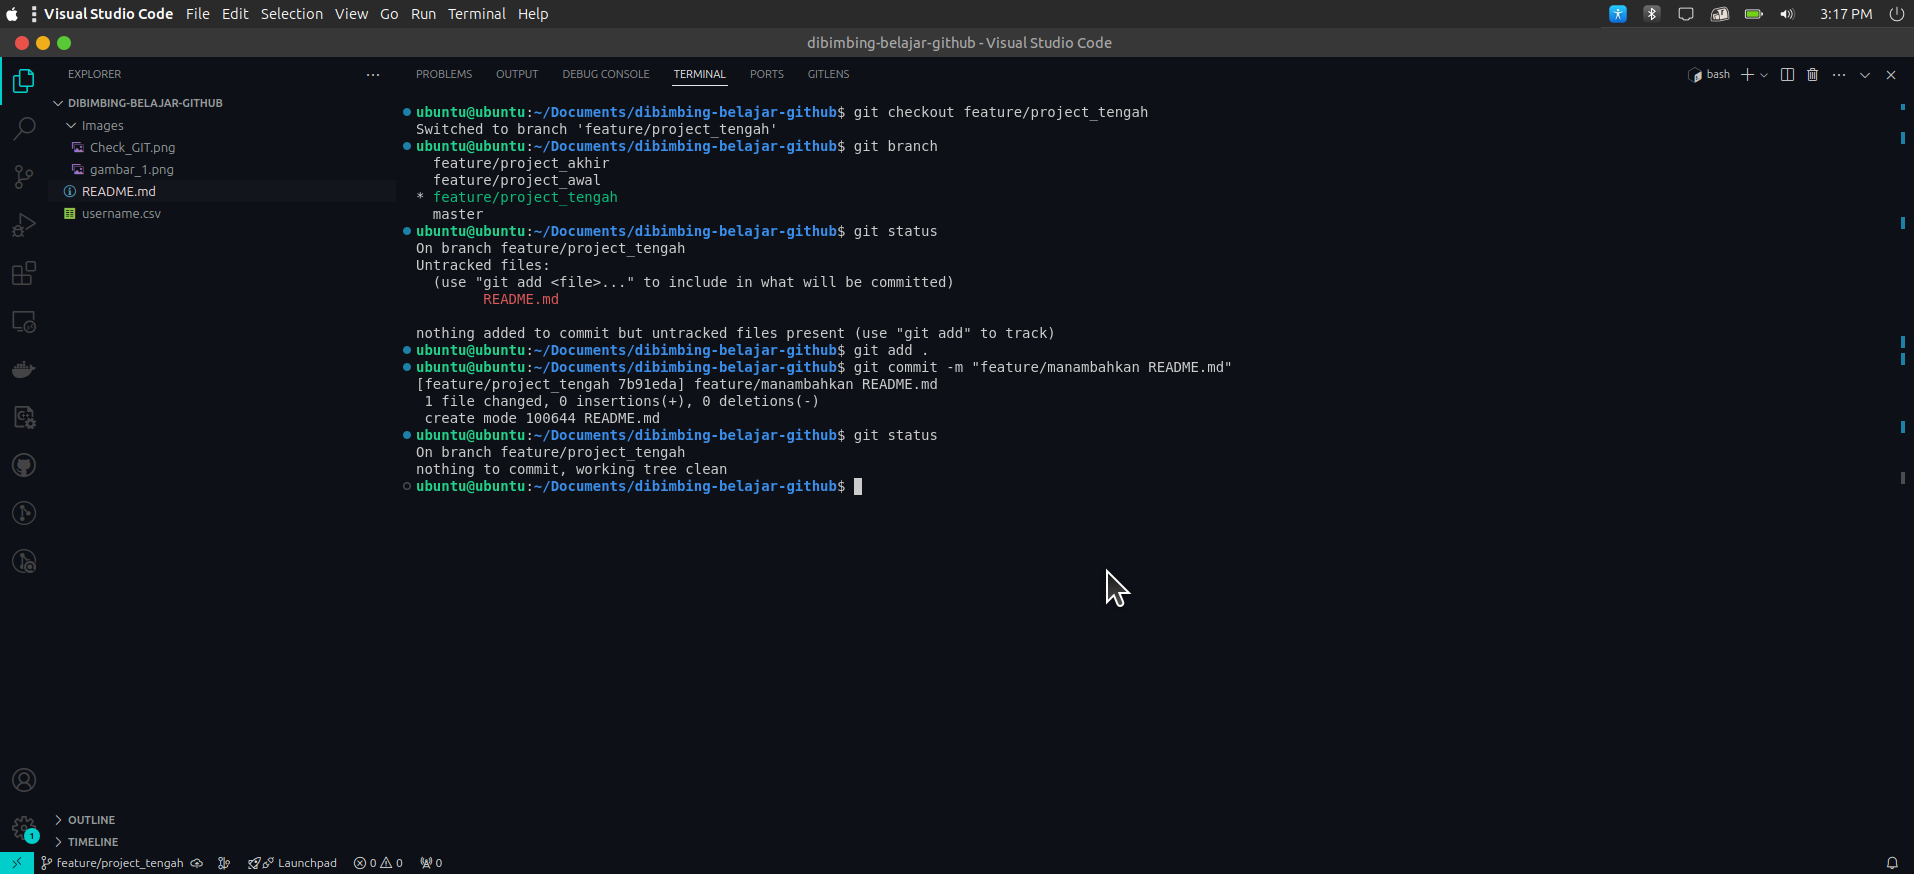 Visual Studio Code File Edit Selection View Go Run Terminal Help 3:17 PM
dibimbing-belajar-github - Visual Studio Code
EXPLORER
DIBIMBING-BELAJAR-GITHUB
Images
Check_GIT.png
gambar_1.png
README.md
username.csv
OUTLINE
TIMELINE
PROBLEMS OUTPUT DEBUG CONSOLE TERMINAL PORTS GITLENS bash
ubuntu@ubuntu:~/Documents/dibimbing-belajar-github$ git checkout feature/project_tengah
Switched to branch 'feature/project_tengah'
ubuntu@ubuntu:~/Documents/dibimbing-belajar-github$ git branch
feature/project_akhir
feature/project_awal
* feature/project_tengah
master
ubuntu@ubuntu:~/Documents/dibimbing-belajar-github$ git status
On branch feature/project_tengah
Untracked files:
(use "git add <file>..." to include in what will be committed)
README.md
nothing added to commit but untracked files present (use "git add" to track)
ubuntu@ubuntu:~/Documents/dibimbing-belajar-github$ git add .
ubuntu@ubuntu:~/Documents/dibimbing-belajar-github$ git commit -m "feature/manambahkan README.md"
[feature/project_tengah 7b91eda] feature/manambahkan README.md
1 file changed, 0 insertions(+), 0 deletions(-)
create mode 100644 README.md
ubuntu@ubuntu:~/Documents/dibimbing-belajar-github$ git status
On branch feature/project_tengah
nothing to commit, working tree clean
ubuntu@ubuntu:~/Documents/dibimbing-belajar-github$
1
feature/project_tengah Launchpad 0 0 0